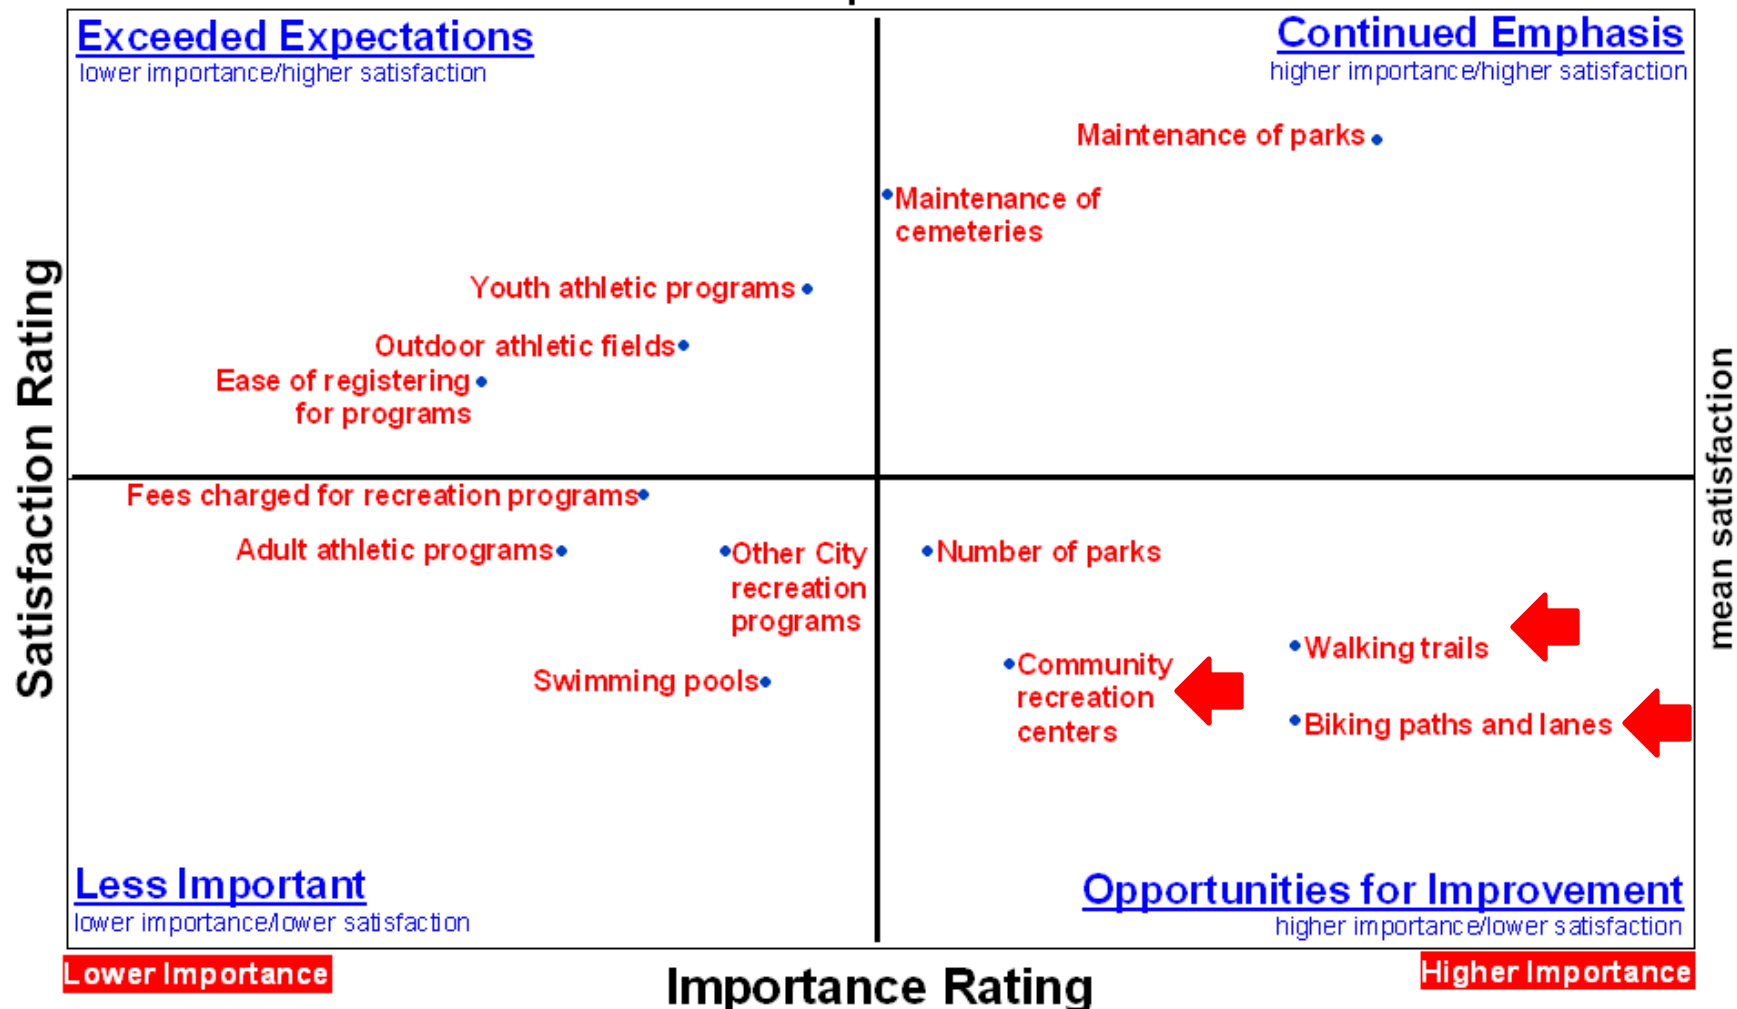 Exceeded Expectations
lower importance/higher satisfaction
Continued Emphasis
higher importance/higher satisfaction
Maintenance of parks
Maintenance of
cemeteries
Youth athletic programs
Outdoor athletic fields
Ease of registering
for programs
Satisfaction Rating
mean satisfaction
Fees charged for recreation programs
Adult athletic programs
Other City
recreation
programs
Swimming pools
Number of parks
Walking trails
Community
recreation
centers
Biking paths and lanes
Less Important
lower importance/lower satisfaction
Opportunities for Improvement
higher importance/lower satisfaction
Lower Importance
Importance Rating
Higher Importance